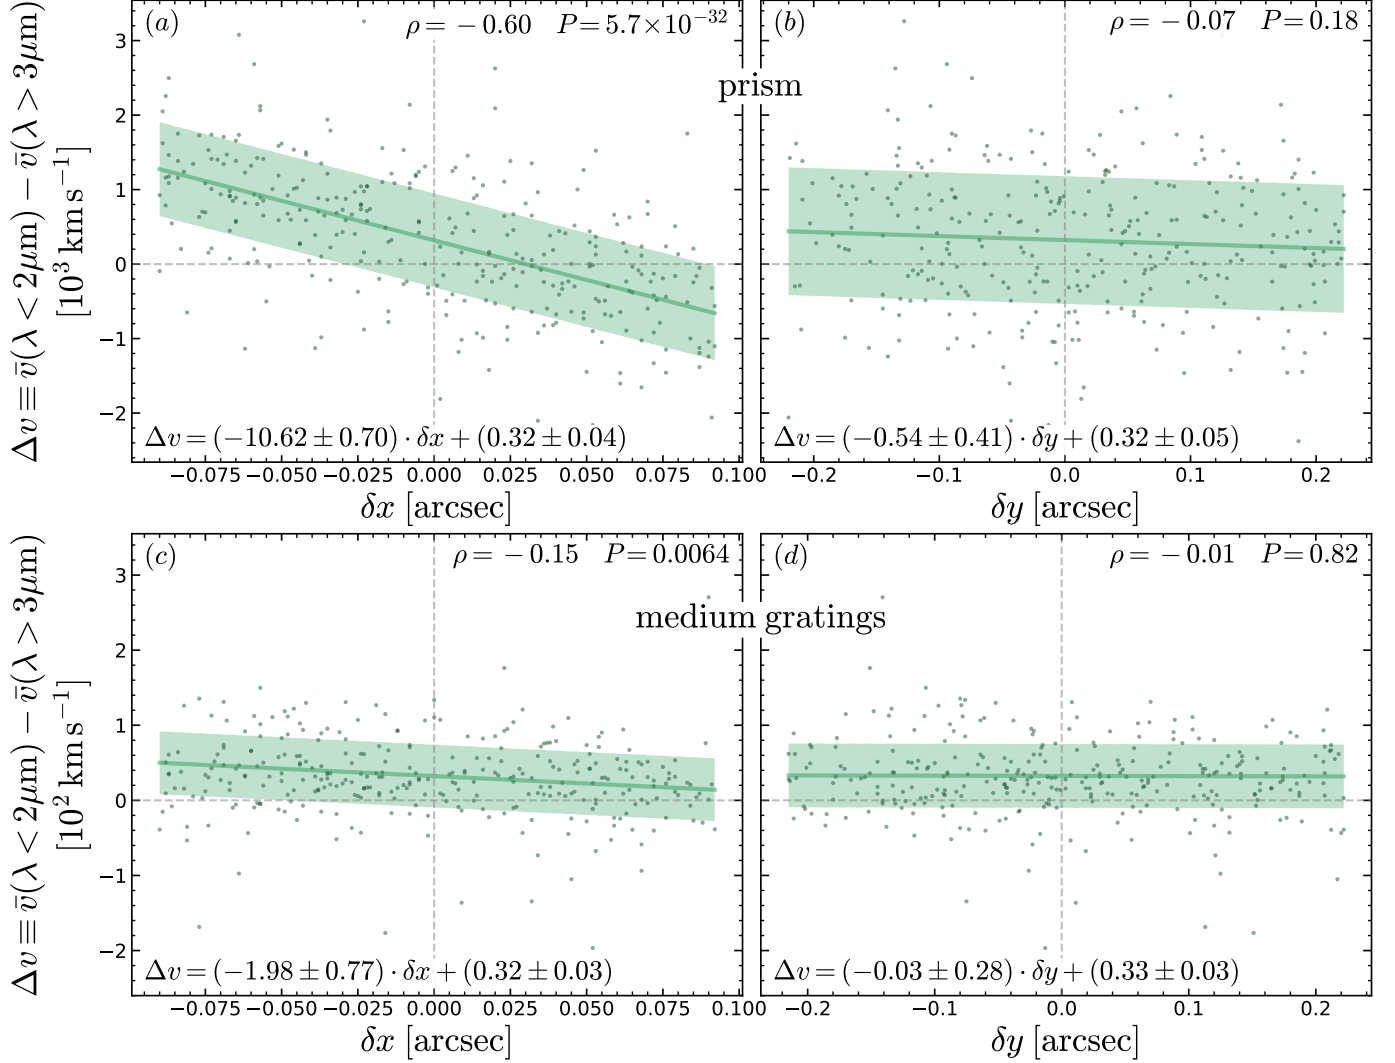 (a) ρ = −0.60 P = 5.7×10⁻³²
(b) ρ = −0.07 P = 0.18
prism
Δv ≡ v̄(λ < 2μm) − v̄(λ > 3μm)
[10³ km s⁻¹]
3
2
1
0
−1
−2
Δv = (−10.62 ± 0.70) · δx + (0.32 ± 0.04)
Δv = (−0.54 ± 0.41) · δy + (0.32 ± 0.05)
−0.075 −0.050 −0.025 0.000 0.025 0.050 0.075 0.100
−0.2 −0.1 0.0 0.1 0.2
δx [arcsec]
δy [arcsec]
(c) ρ = −0.15 P = 0.0064
(d) ρ = −0.01 P = 0.82
medium gratings
Δv ≡ v̄(λ < 2μm) − v̄(λ > 3μm)
[10² km s⁻¹]
3
2
1
0
−1
−2
Δv = (−1.98 ± 0.77) · δx + (0.32 ± 0.03)
Δv = (−0.03 ± 0.28) · δy + (0.33 ± 0.03)
−0.075 −0.050 −0.025 0.000 0.025 0.050 0.075 0.100
−0.2 −0.1 0.0 0.1 0.2
δx [arcsec]
δy [arcsec]